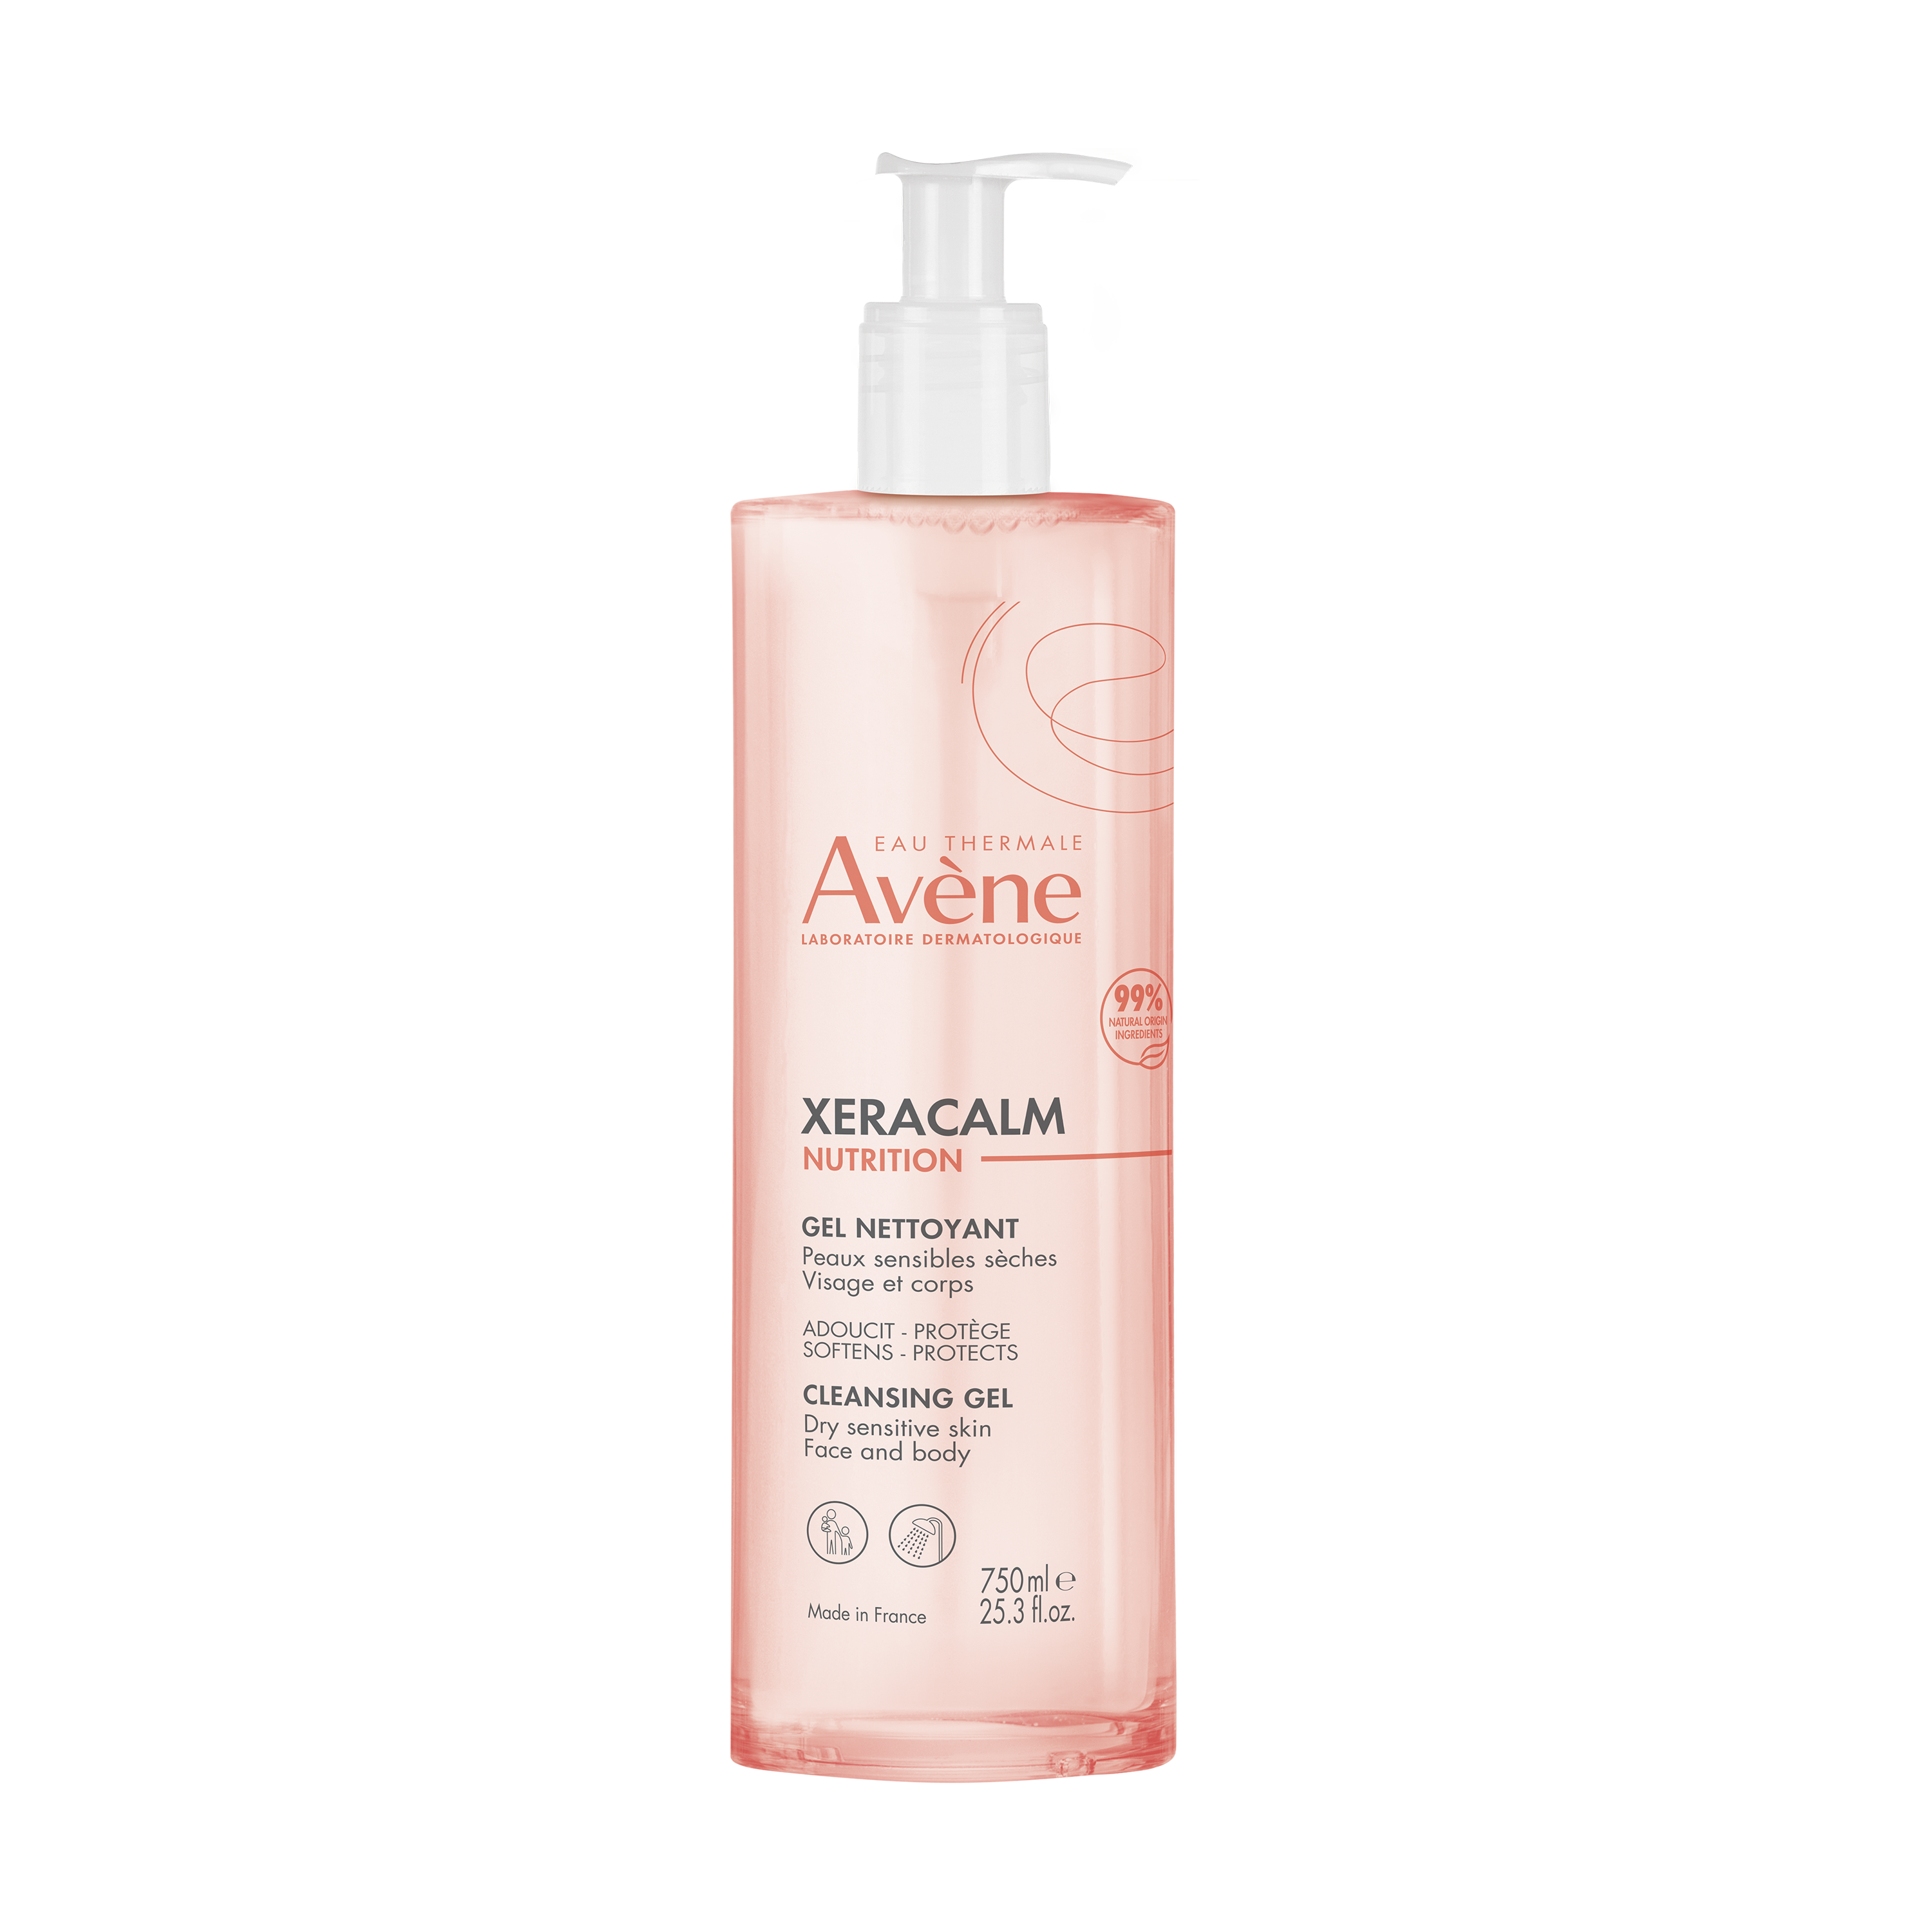 EAU THERMALE
Avène
LABORATOIRE DERMATOLOGIQUE
99%
NATURAL ORIGIN
INGREDIENTS
XERACALM
NUTRITION
GEL NETTOYANT
Peaux sensibles sèches
Visage et corps
ADOUCIT - PROTÈGE
SOFTENS - PROTECTS
CLEANSING GEL
Dry sensitive skin
Face and body
750ml ℮
25.3 fl.oz.
Made in France